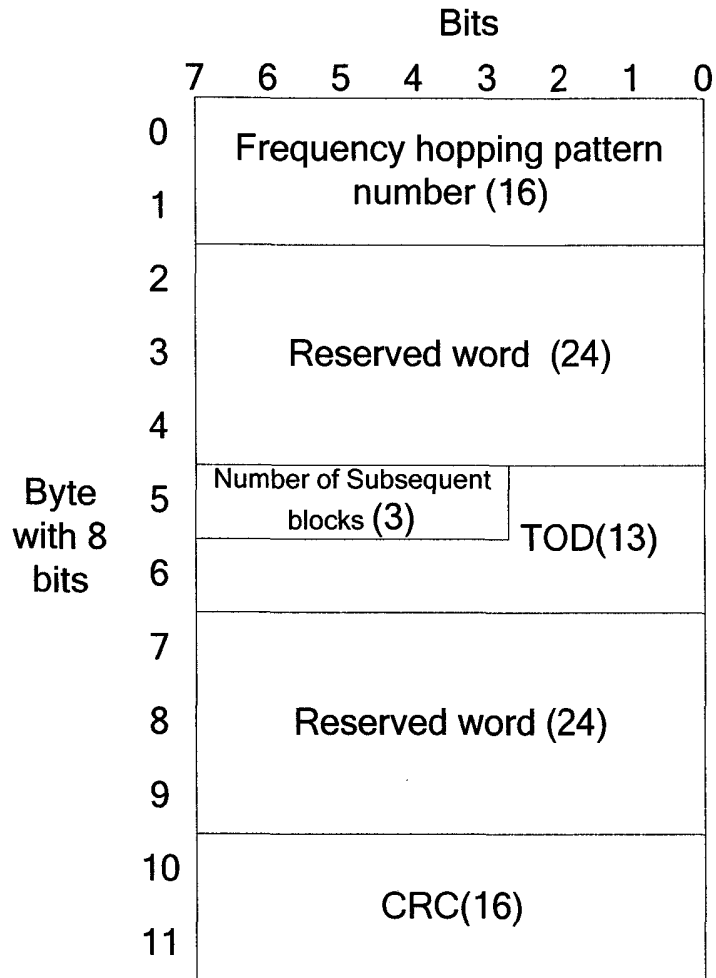 Bits
7 6 5 4 3 2 1 0
0
Frequency hopping pattern
number (16)
1
2
3
Reserved word (24)
4
Byte
with 8
bits
5
Number of Subsequent
blocks (3)
TOD(13)
6
7
8
Reserved word (24)
9
10
CRC(16)
11